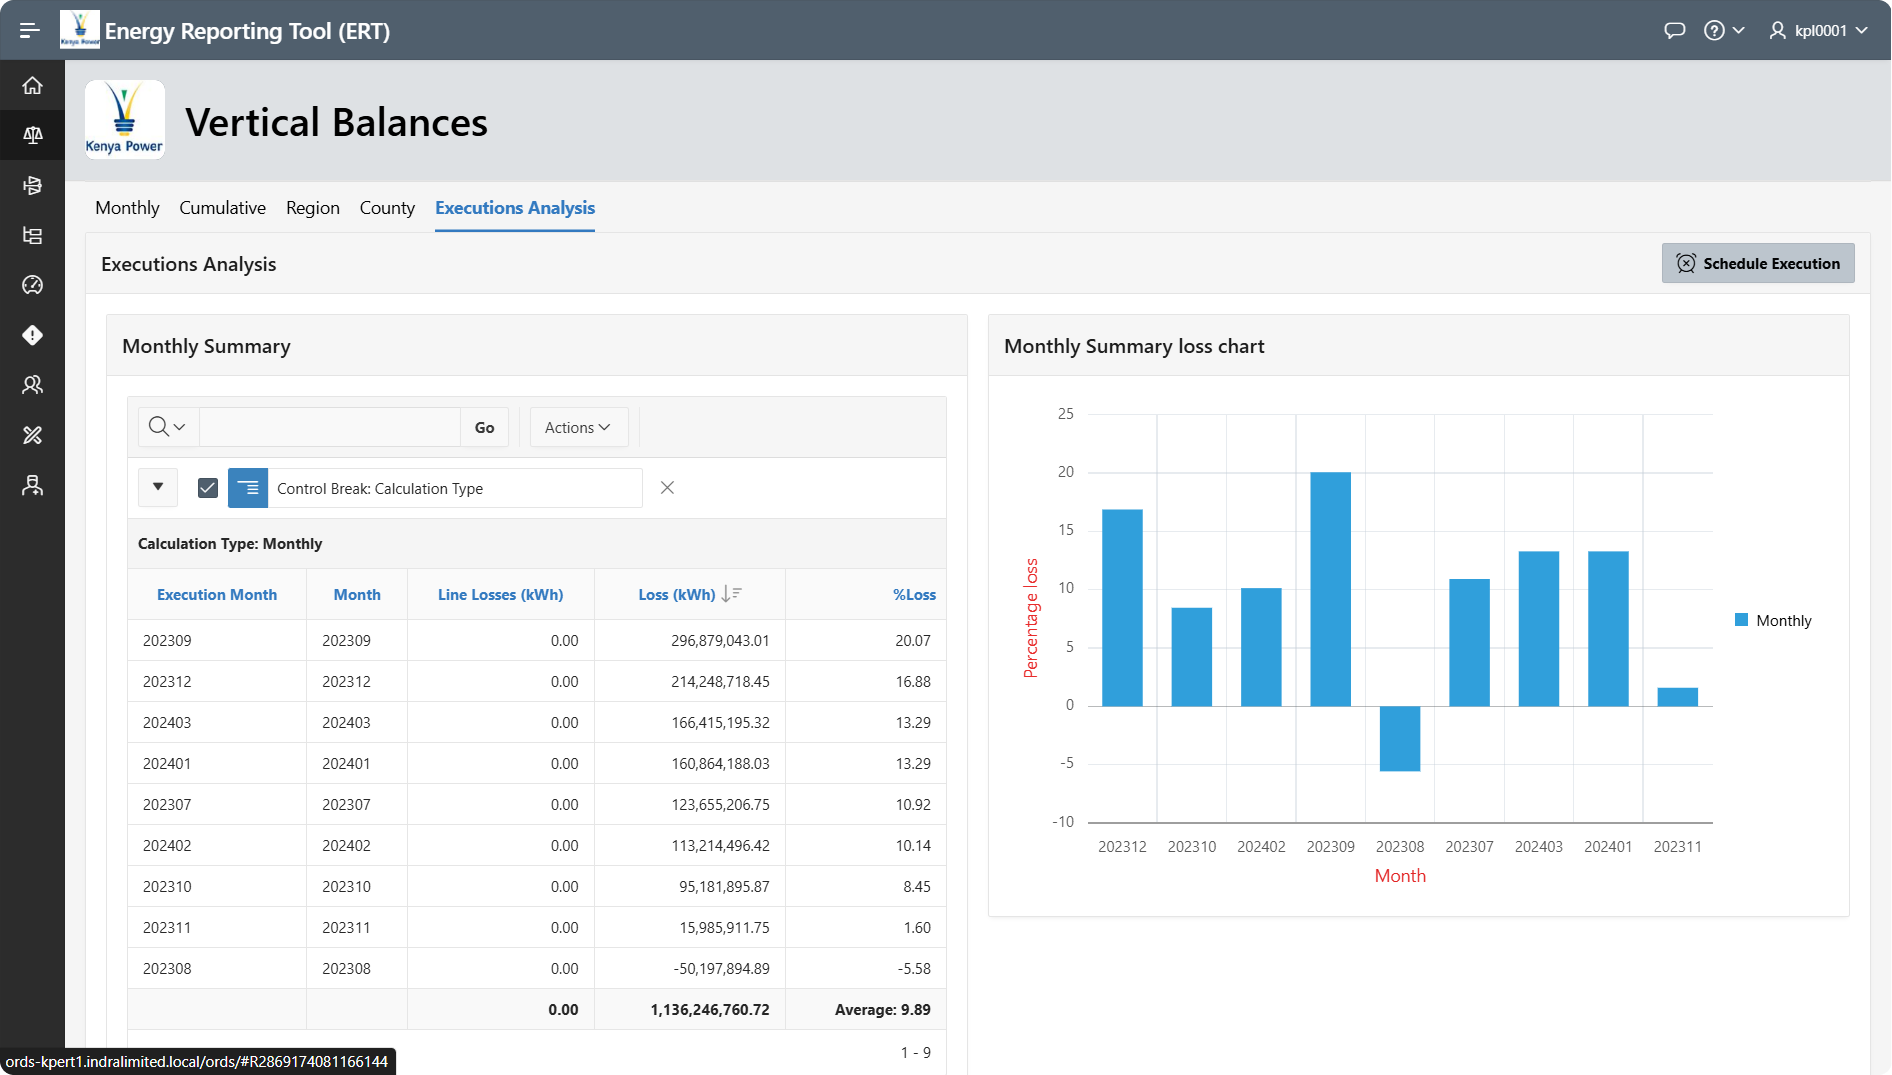 Kenya Power
Energy Reporting Tool (ERT)
kpl0001
Kenya Power
Vertical Balances
Monthly Cumulative Region County Executions Analysis
Executions Analysis
Schedule Execution
Monthly Summary
Go
Actions
Control Break: Calculation Type
Calculation Type: Monthly
Execution Month Month Line Losses (kWh) Loss (kWh) %Loss
202309 202309 0.00 296,879,043.01 20.07
202312 202312 0.00 214,248,718.45 16.88
202403 202403 0.00 166,415,195.32 13.29
202401 202401 0.00 160,864,188.03 13.29
202307 202307 0.00 123,655,206.75 10.92
202402 202402 0.00 113,214,496.42 10.14
202310 202310 0.00 95,181,895.87 8.45
202311 202311 0.00 15,985,911.75 1.60
202308 202308 0.00 -50,197,894.89 -5.58
0.00 1,136,246,760.72 Average: 9.89
1 - 9
Monthly Summary loss chart
25
20
15
10
5
0
-5
-10
Percentage loss
202312 202310 202402 202309 202308 202307 202403 202401 202311
Month
Monthly
ords-kpert1.indralimited.local/ords/#R2869174081166144